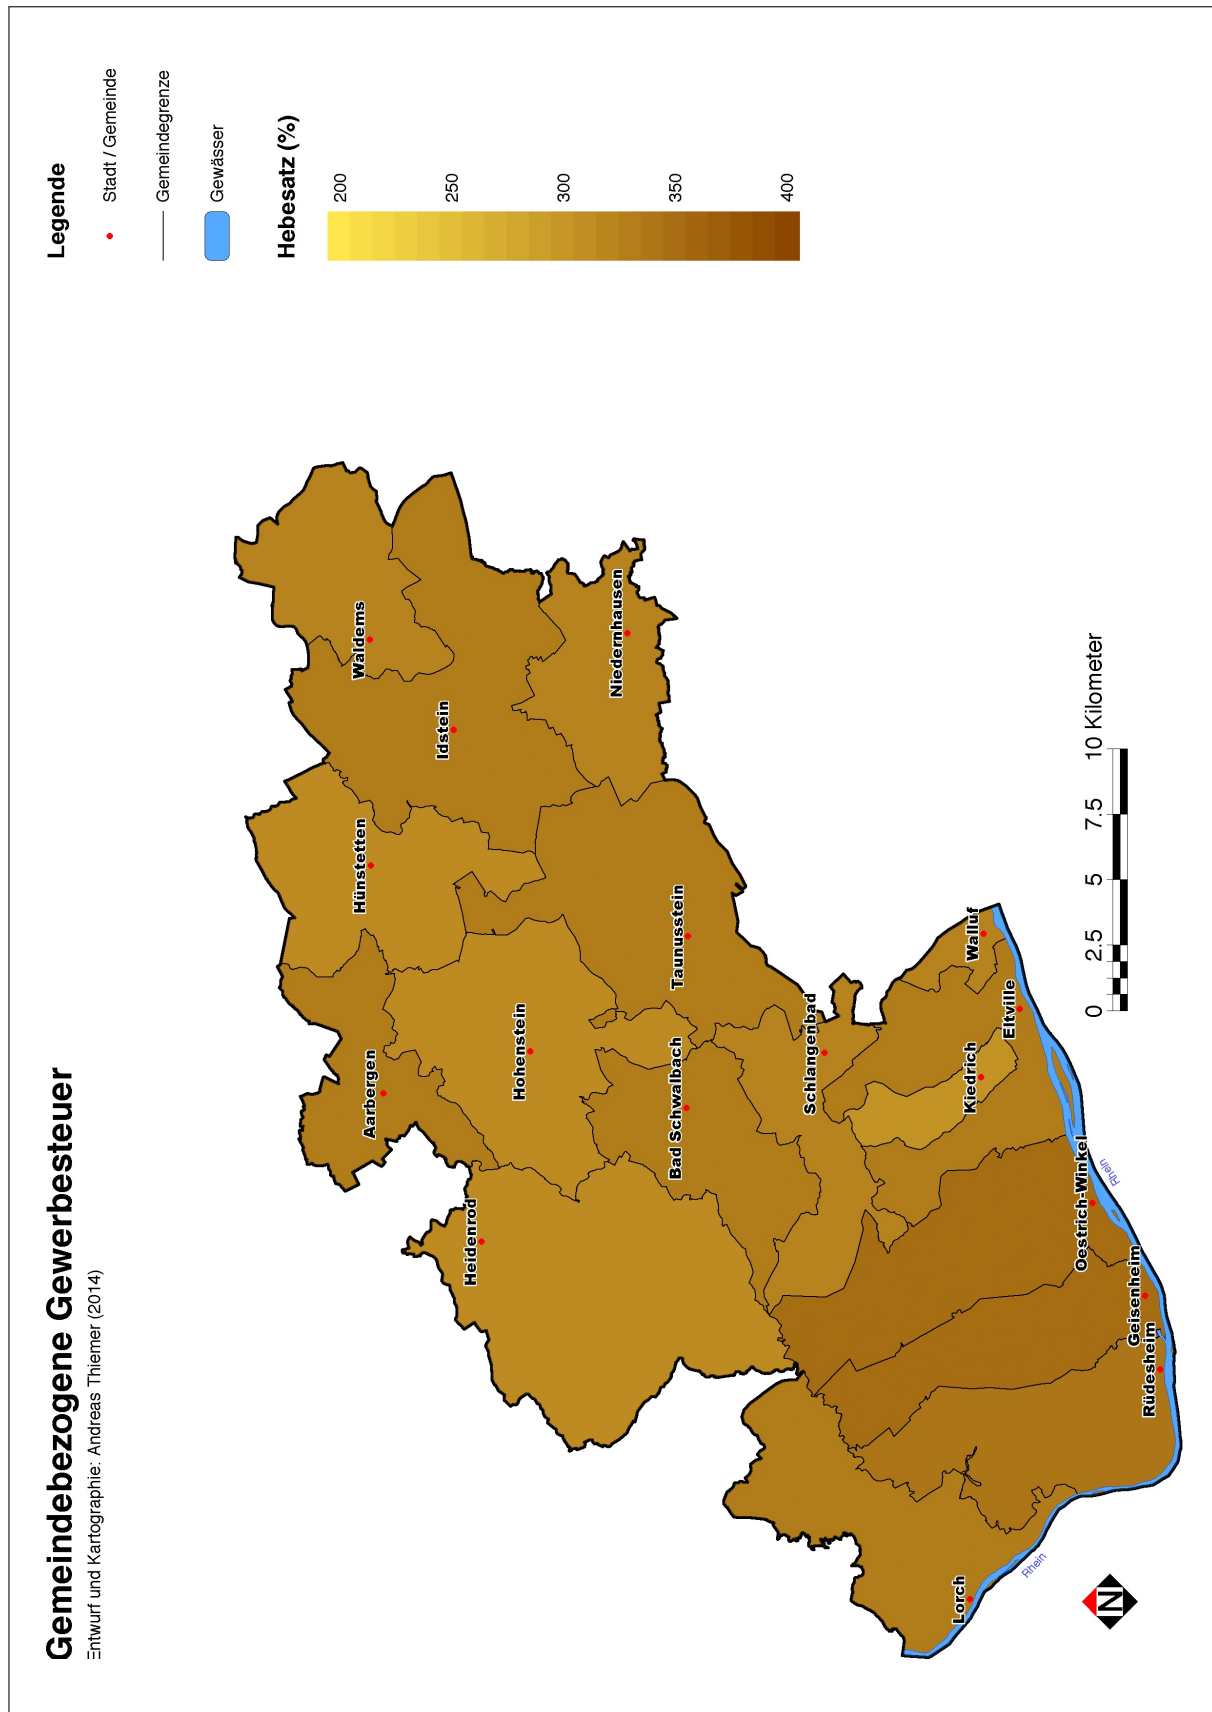 Gemeindebezogene Gewerbesteuer
Entwurf und Kartographie: Andreas Thiemer (2014)
Legende
Stadt / Gemeinde
Gemeindegrenze
Gewässer
Hebesatz (%)
200
250
300
350
400
Waldems
Idstein
Niedernhausen
Hünstetten
Taunusstein
Aarbergen
Hohenstein
Bad Schwalbach
Schlangenbad
Heidenrod
Walluf
Eltville
Kiedrich
Oestrich-Winkel
Geisenheim
Rüdesheim
Lorch
Rhein
Rhein
N
0 2.5 5 7.5 10 Kilometer